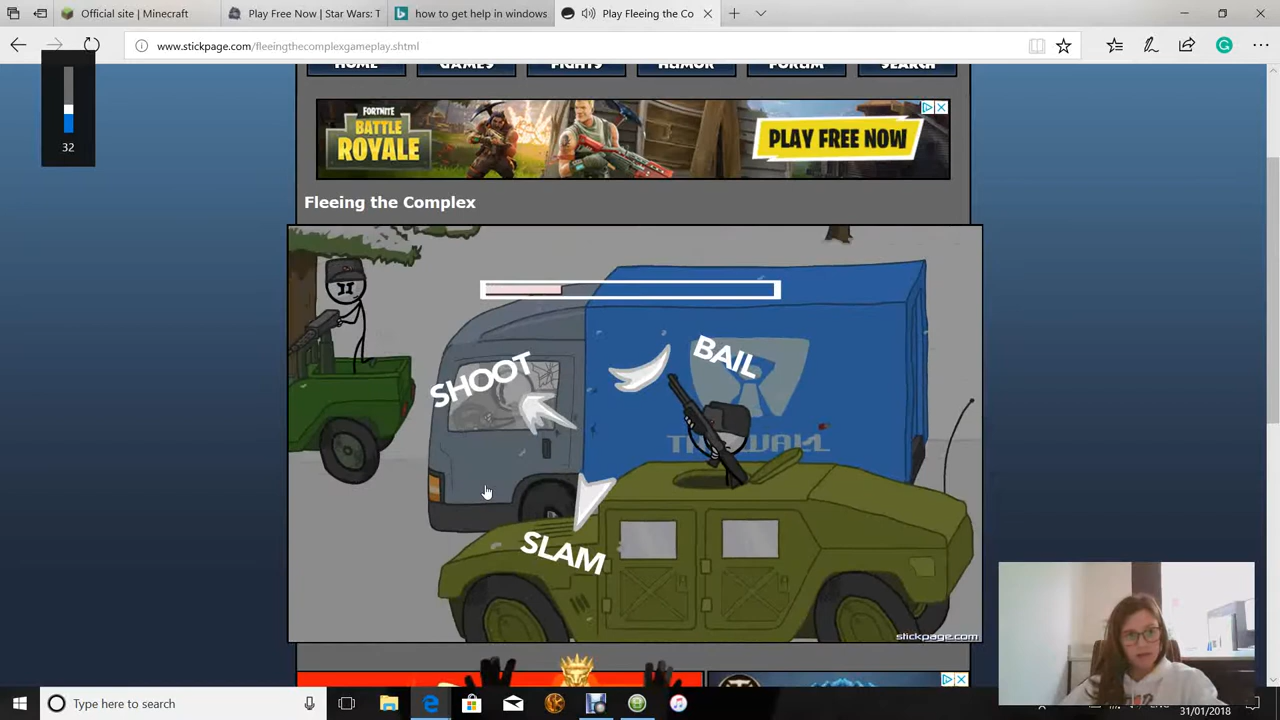 Official site | Minecraft
Play Free Now | Star Wars: T
how to get help in windows
Play Fleeing the Co
www.stickpage.com/fleeingthecomplexgameplay.shtml
32
HOME
GAMES
FIGHTS
HUMOR
FORUM
SEARCH
FORTNITE
BATTLE
ROYALE
PLAY FREE NOW
Fleeing the Complex
SHOOT
BAIL
SLAM
stickpage.com
Type here to search
31/01/2018